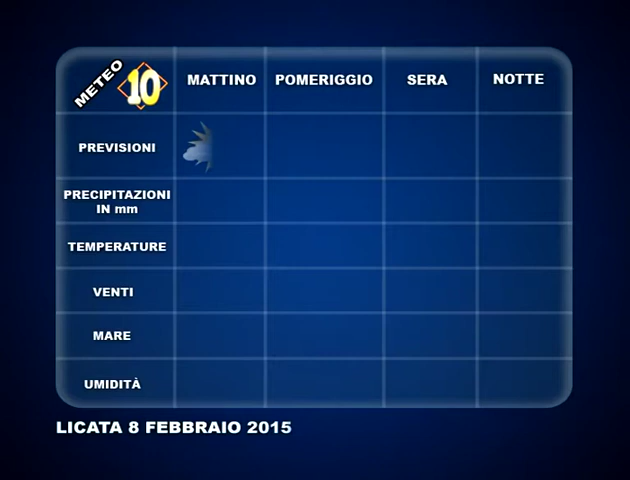 METEO 10
MATTINO POMERIGGIO SERA NOTTE
PREVISIONI
PRECIPITAZIONI
IN mm
TEMPERATURE
VENTI
MARE
UMIDITÀ
LICATA 8 FEBBRAIO 2015